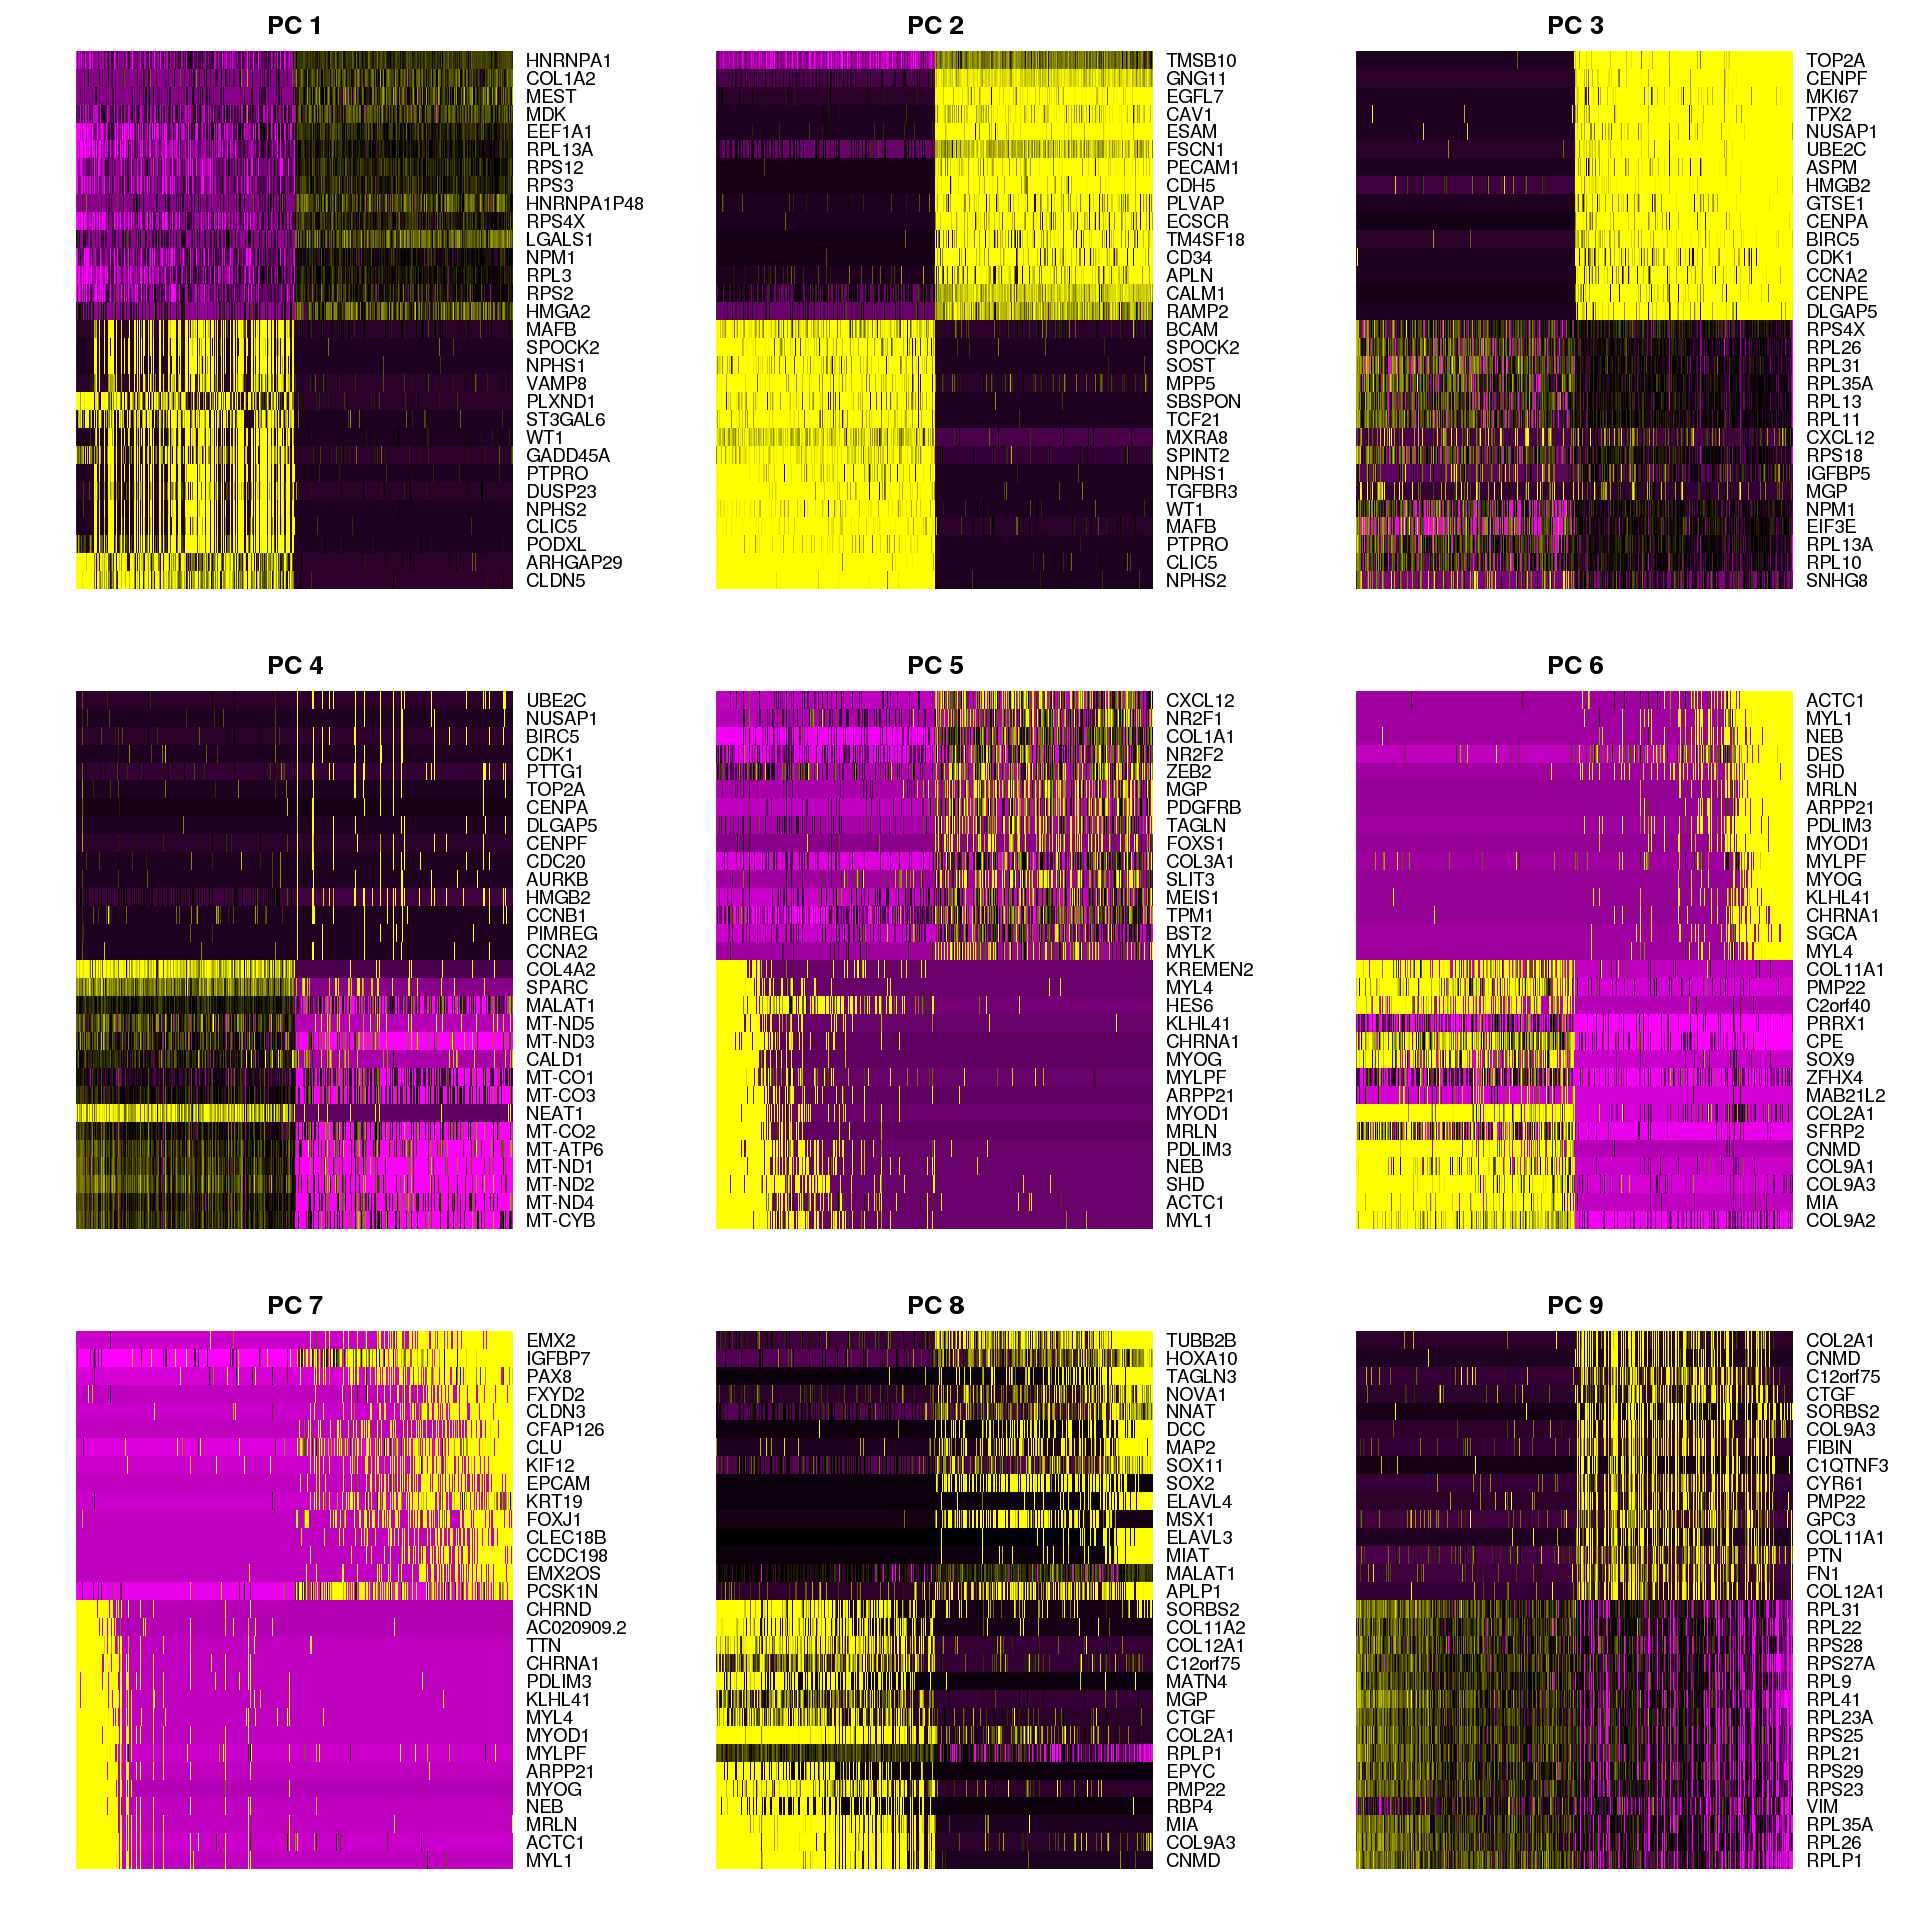 PC 1
HNRNPA1
COL1A2
MEST
MDK
EEF1A1
RPL13A
RPS12
RPS3
HNRNPA1P48
RPS4X
LGALS1
NPM1
RPL3
RPS2
HMGA2
MAFB
SPOCK2
NPHS1
VAMP8
PLXND1
ST3GAL6
WT1
GADD45A
PTPRO
DUSP23
NPHS2
CLIC5
PODXL
ARHGAP29
CLDN5
PC 2
TMSB10
GNG11
EGFL7
CAV1
ESAM
FSCN1
PECAM1
CDH5
PLVAP
ECSCR
TM4SF18
CD34
APLN
CALM1
RAMP2
BCAM
SPOCK2
SOST
MPP5
SBSPON
TCF21
MXRA8
SPINT2
NPHS1
TGFBR3
WT1
MAFB
PTPRO
CLIC5
NPHS2
PC 3
TOP2A
CENPF
MKI67
TPX2
NUSAP1
UBE2C
ASPM
HMGB2
GTSE1
CENPA
BIRC5
CDK1
CCNA2
CENPE
DLGAP5
RPS4X
RPL26
RPL31
RPL35A
RPL13
RPL11
CXCL12
RPS18
IGFBP5
MGP
NPM1
EIF3E
RPL13A
RPL10
SNHG8
PC 4
UBE2C
NUSAP1
BIRC5
CDK1
PTTG1
TOP2A
CENPA
DLGAP5
CENPF
CDC20
AURKB
HMGB2
CCNB1
PIMREG
CCNA2
COL4A2
SPARC
MALAT1
MT-ND5
MT-ND3
CALD1
MT-CO1
MT-CO3
NEAT1
MT-CO2
MT-ATP6
MT-ND1
MT-ND2
MT-ND4
MT-CYB
PC 5
CXCL12
NR2F1
COL1A1
NR2F2
ZEB2
MGP
PDGFRB
TAGLN
FOXS1
COL3A1
SLIT3
MEIS1
TPM1
BST2
MYLK
KREMEN2
MYL4
HES6
KLHL41
CHRNA1
MYOG
MYLPF
ARPP21
MYOD1
MRLN
PDLIM3
NEB
SHD
ACTC1
MYL1
PC 6
ACTC1
MYL1
NEB
DES
SHD
MRLN
ARPP21
PDLIM3
MYOD1
MYLPF
MYOG
KLHL41
CHRNA1
SGCA
MYL4
COL11A1
PMP22
C2orf40
PRRX1
CPE
SOX9
ZFHX4
MAB21L2
COL2A1
SFRP2
CNMD
COL9A1
COL9A3
MIA
COL9A2
PC 7
EMX2
IGFBP7
PAX8
FXYD2
CLDN3
CFAP126
CLU
KIF12
EPCAM
KRT19
FOXJ1
CLEC18B
CCDC198
EMX2OS
PCSK1N
CHRND
AC020909.2
TTN
CHRNA1
PDLIM3
KLHL41
MYL4
MYOD1
MYLPF
ARPP21
MYOG
NEB
MRLN
ACTC1
MYL1
PC 8
TUBB2B
HOXA10
TAGLN3
NOVA1
NNAT
DCC
MAP2
SOX11
SOX2
ELAVL4
MSX1
ELAVL3
MIAT
MALAT1
APLP1
SORBS2
COL11A2
COL12A1
C12orf75
MATN4
MGP
CTGF
COL2A1
RPLP1
EPYC
PMP22
RBP4
MIA
COL9A3
CNMD
PC 9
COL2A1
CNMD
C12orf75
CTGF
SORBS2
COL9A3
FIBIN
C1QTNF3
CYR61
PMP22
GPC3
COL11A1
PTN
FN1
COL12A1
RPL31
RPL22
RPS28
RPS27A
RPL9
RPL41
RPL23A
RPS25
RPL21
RPS29
RPS23
VIM
RPL35A
RPL26
RPLP1